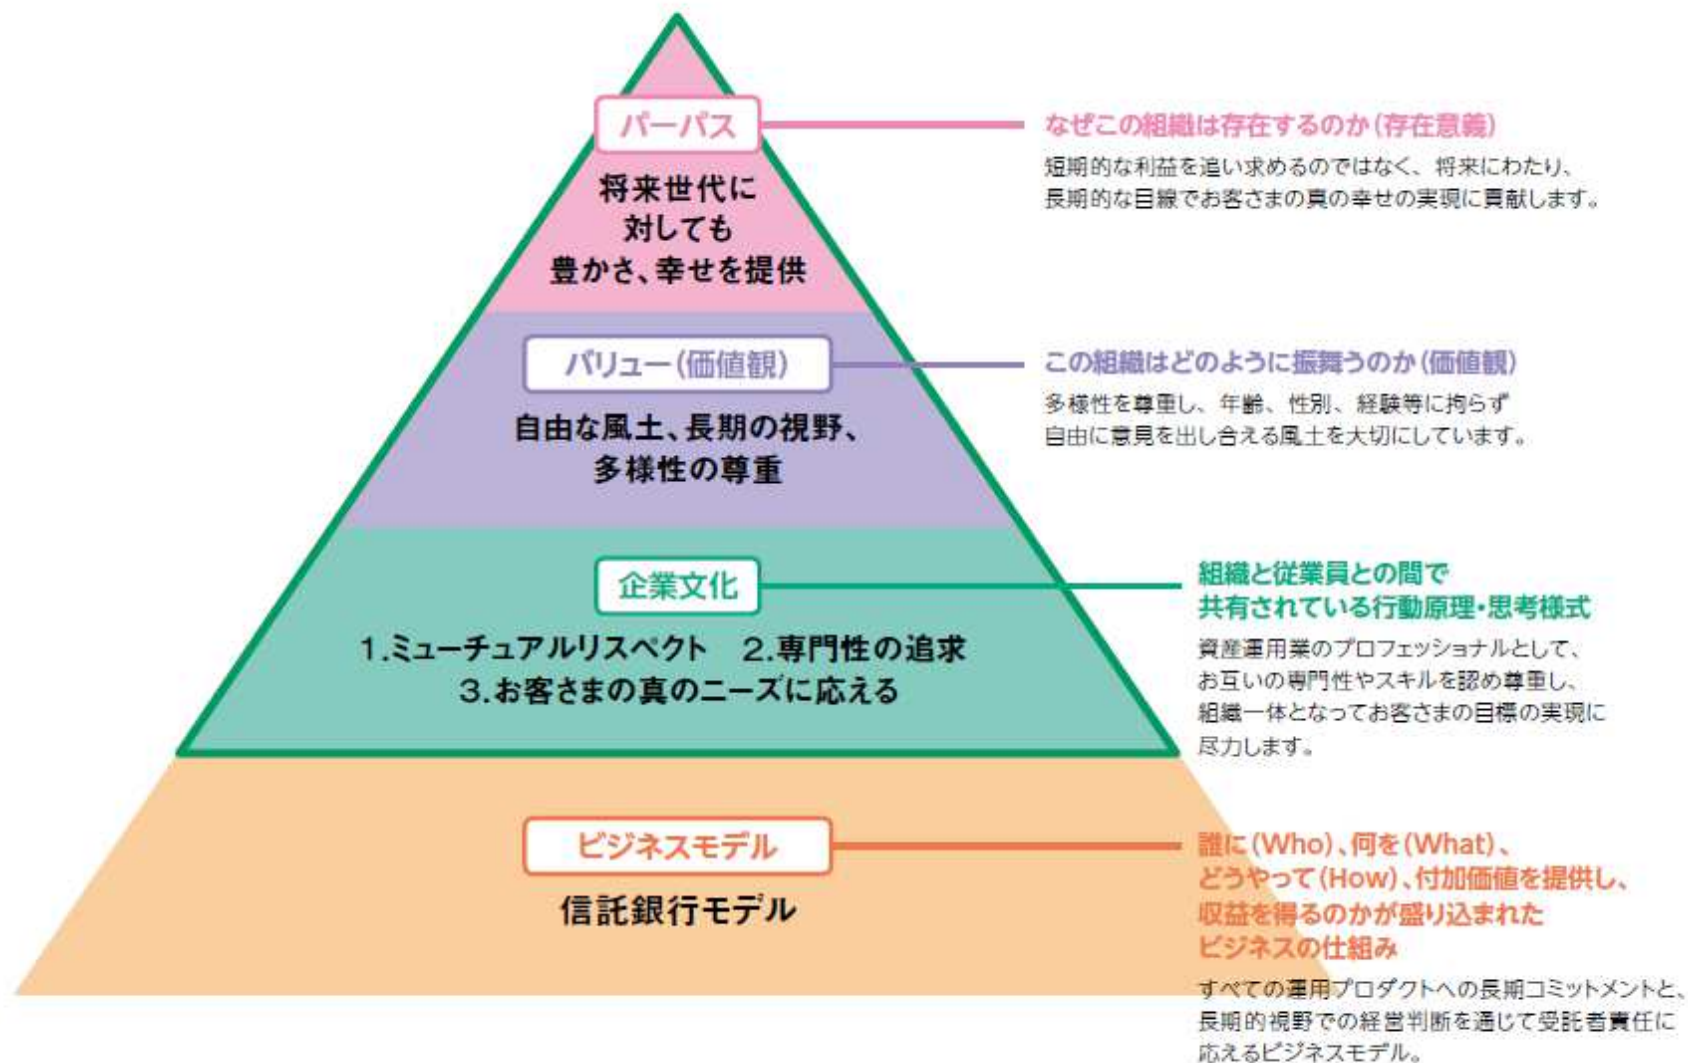 パーパス
将来世代に
対しても
豊かさ、幸せを提供
なぜこの組織は存在するのか(存在意義)
短期的な利益を追い求めるのではなく、将来にわたり、
長期的な目線でお客さまの真の幸せの実現に貢献します。
バリュー(価値観)
自由な風土、長期の視野、
多様性の尊重
この組織はどのように振舞うのか(価値観)
多様性を尊重し、年齢、性別、経験等に拘らず
自由に意見を出し合える風土を大切にしています。
企業文化
1.ミューチュアルリスペクト 2.専門性の追求
3.お客さまの真のニーズに応える
組織と従業員との間で
共有されている行動原理・思考様式
資産運用業のプロフェッショナルとして、
お互いの専門性やスキルを認め尊重し、
組織一体となってお客さまの目標の実現に
尽力します。
ビジネスモデル
信託銀行モデル
誰に(Who)、何を(What)、
どうやって(How)、付加価値を提供し、
収益を得るのかが盛り込まれた
ビジネスの仕組み
すべての運用プロダクトへの長期コミットメントと、
長期的視野での経営判断を通じて受託者責任に
応えるビジネスモデル。